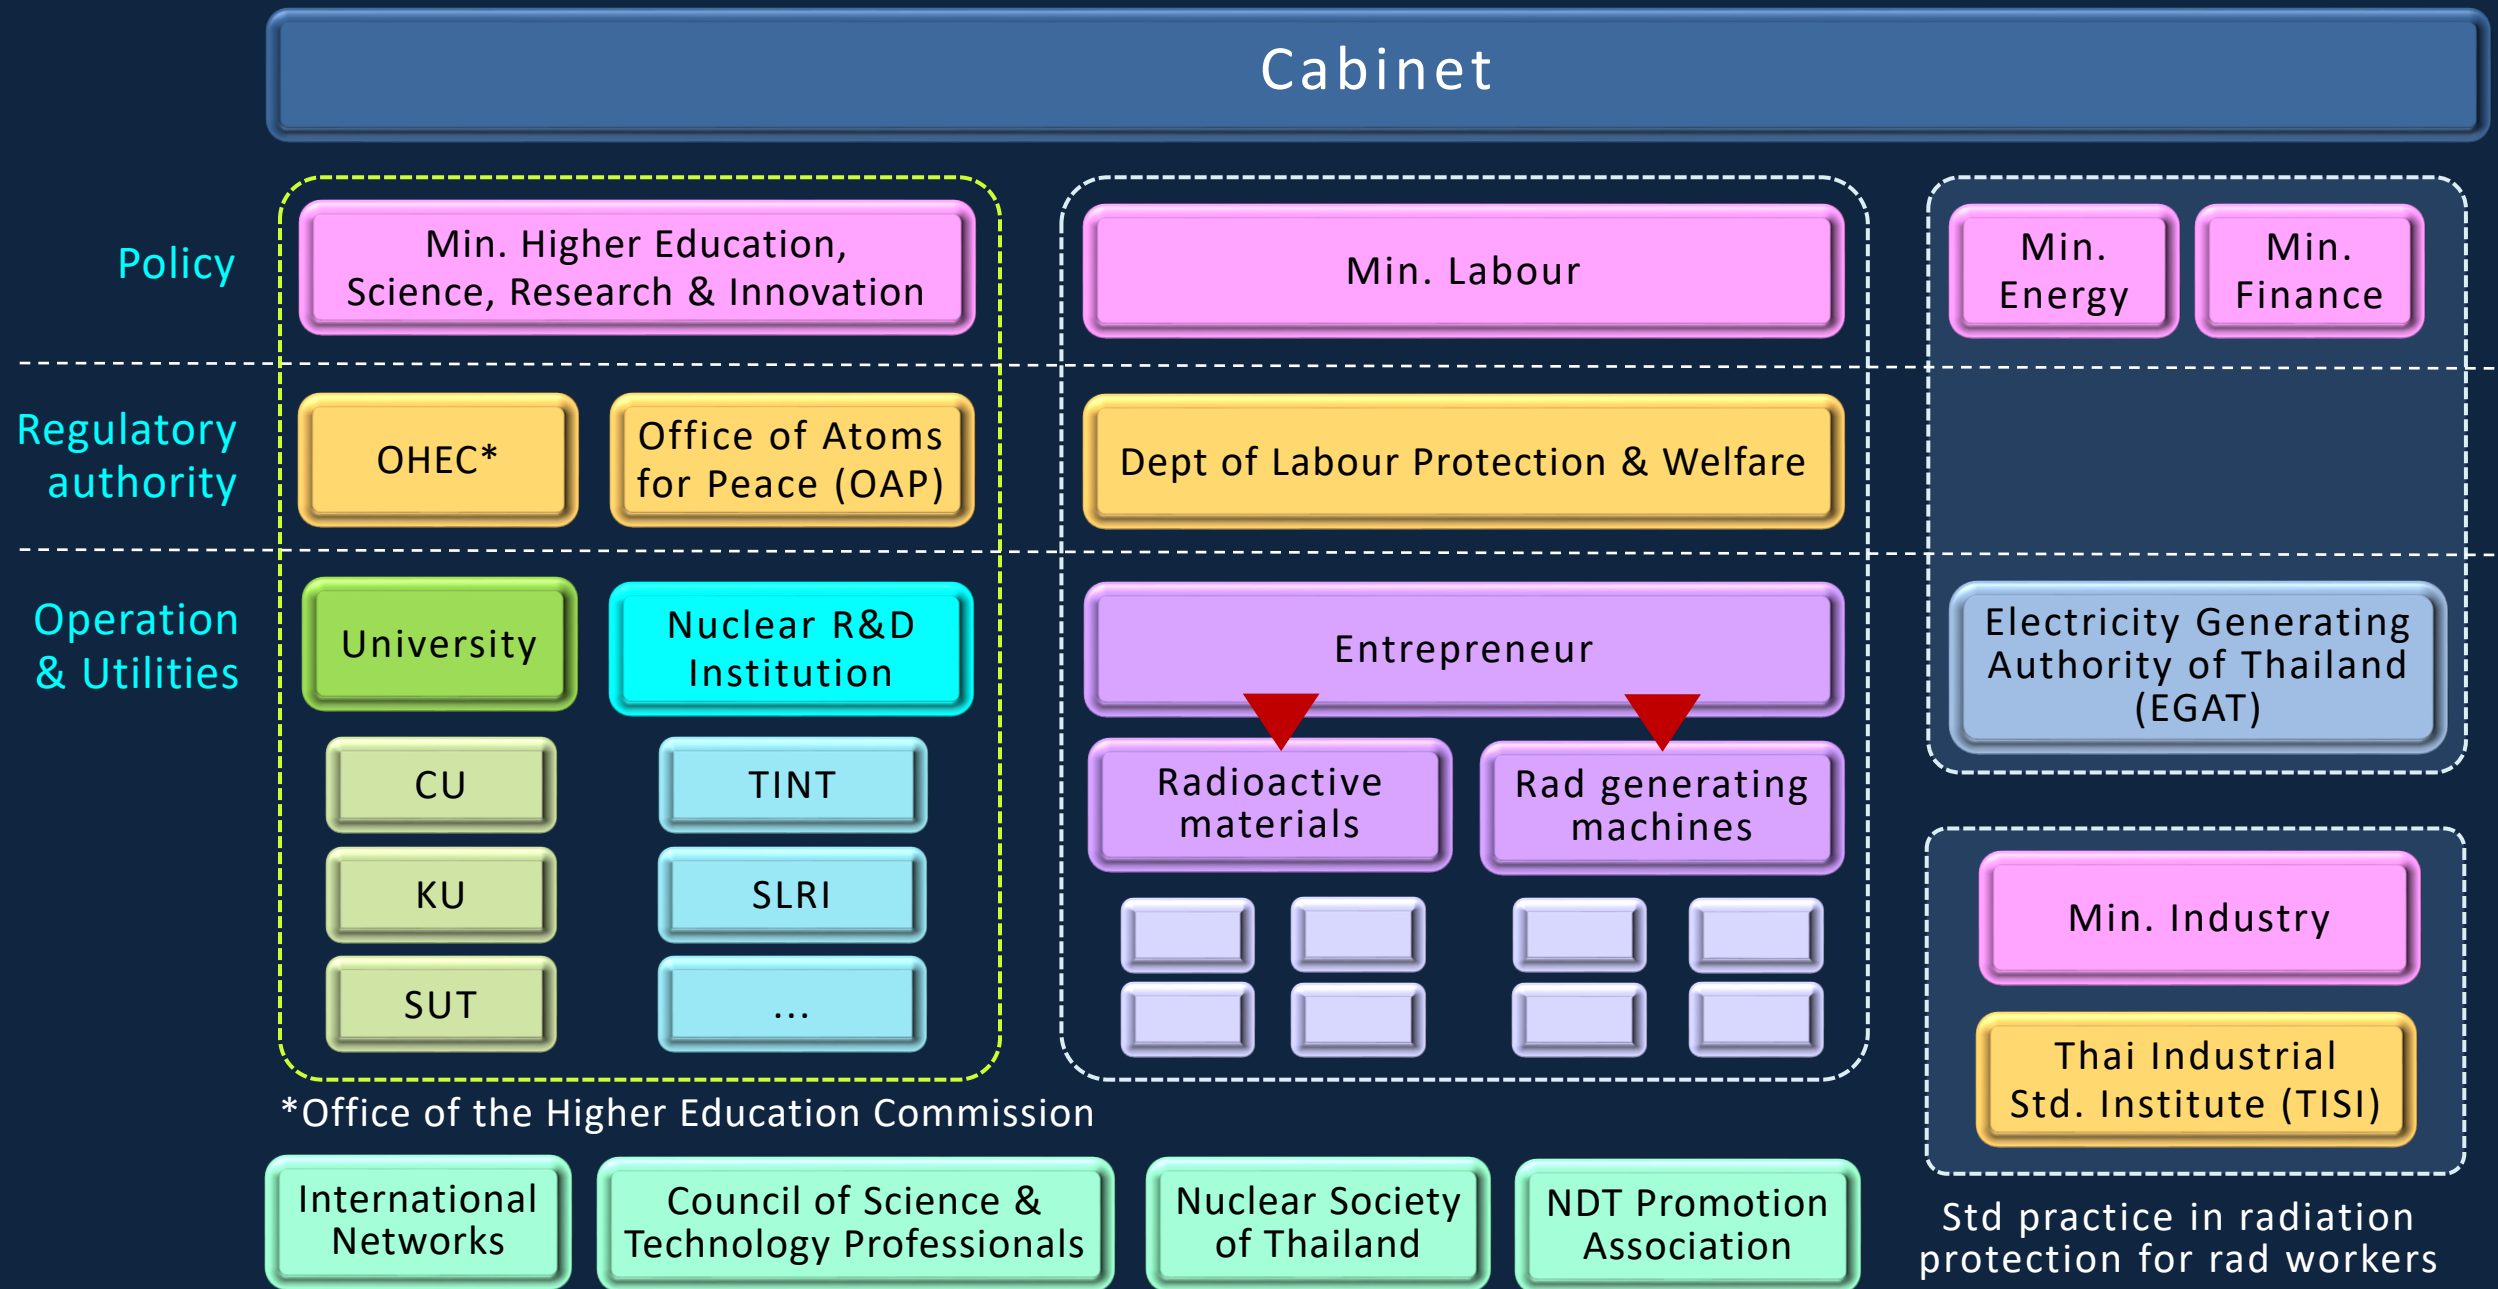 Cabinet
Policy
Min. Higher Education,
Science, Research & Innovation
Min. Labour
Min.
Energy
Min.
Finance
Regulatory
authority
OHEC*
Office of Atoms
for Peace (OAP)
Dept of Labour Protection & Welfare
Operation
& Utilities
University
Nuclear R&D
Institution
Entrepreneur
Electricity Generating
Authority of Thailand
(EGAT)
CU
TINT
Radioactive
materials
Rad generating
machines
KU
SLRI
Min. Industry
SUT
...
Thai Industrial
Std. Institute (TISI)
*Office of the Higher Education Commission
International
Networks
Council of Science &
Technology Professionals
Nuclear Society
of Thailand
NDT Promotion
Association
Std practice in radiation
protection for rad workers